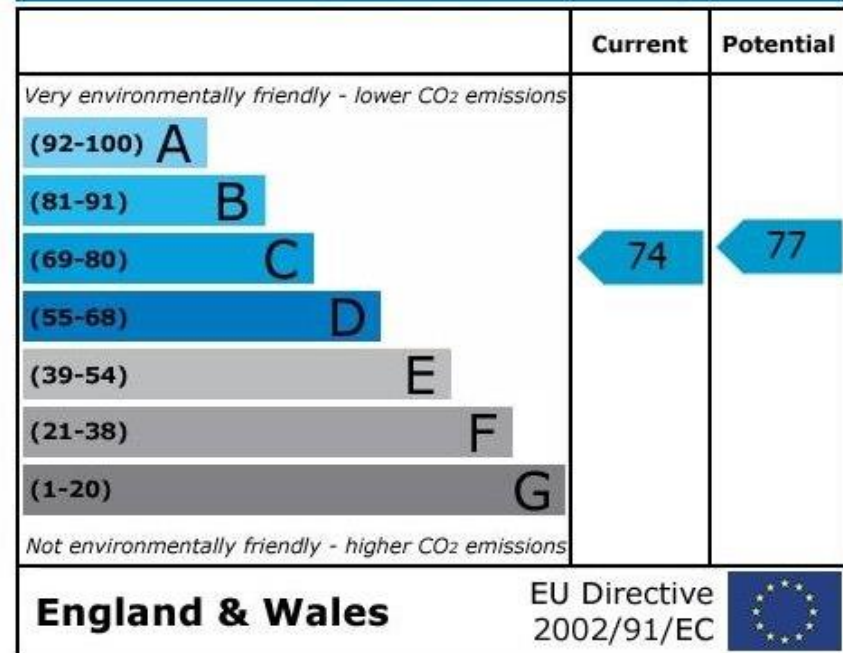 Current Potential
Very environmentally friendly - lower CO2 emissions
(92-100) A
(81-91) B
(69-80) C 74 77
(55-68) D
(39-54) E
(21-38) F
(1-20) G
Not environmentally friendly - higher CO2 emissions
England & Wales
EU Directive
2002/91/EC